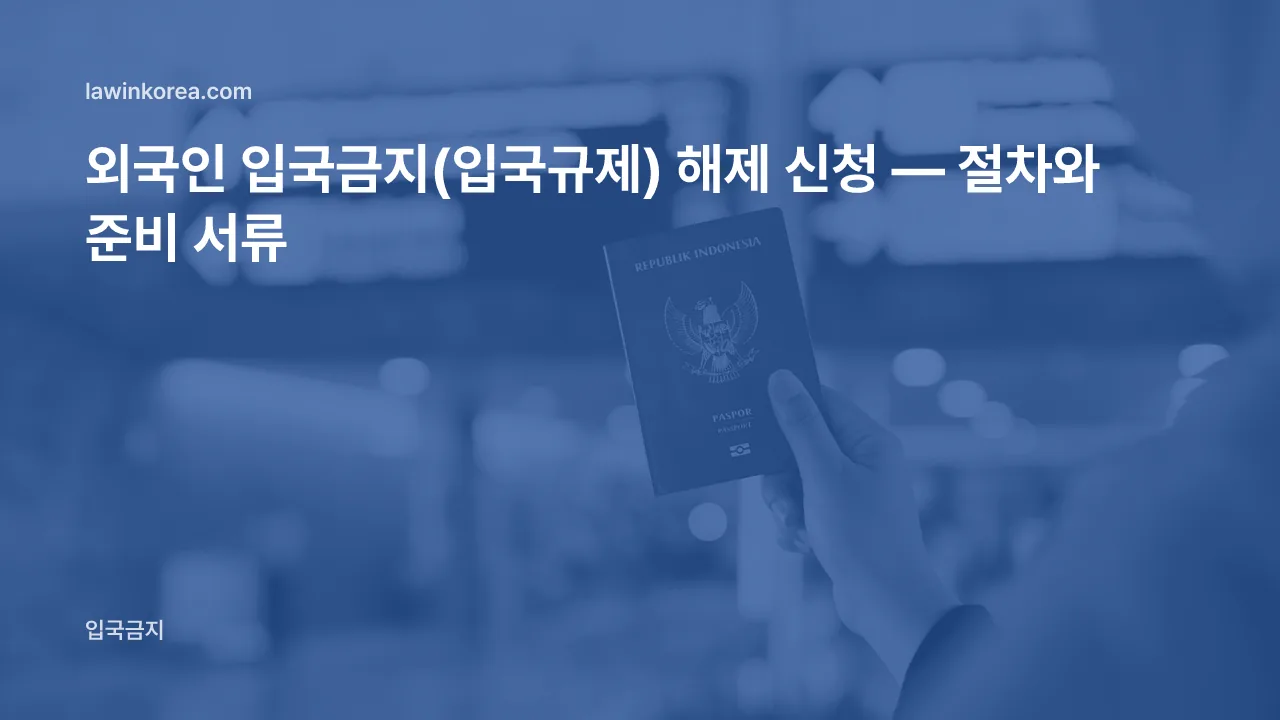 lawinkorea.com
외국인 입국금지(입국규제) 해제 신청 — 절차와
준비 서류
REPUBLIK INDONESIA
PASPOR
입국금지